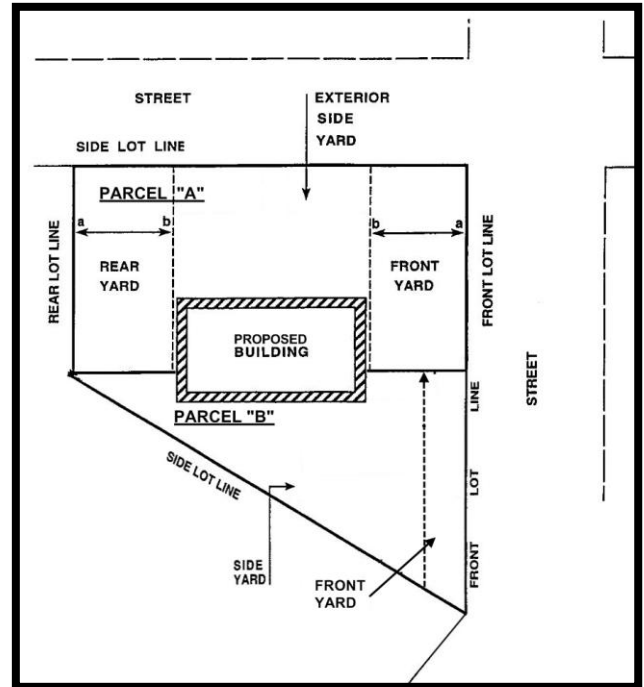 STREET
EXTERIOR
SIDE
YARD
SIDE LOT LINE
PARCEL "A"
a
b
b
a
REAR LOT LINE
REAR
YARD
FRONT
YARD
FRONT LOT LINE
PROPOSED
BUILDING
STREET
PARCEL "B"
SIDE LOT LINE
FRONT LOT LINE
SIDE
YARD
FRONT
YARD